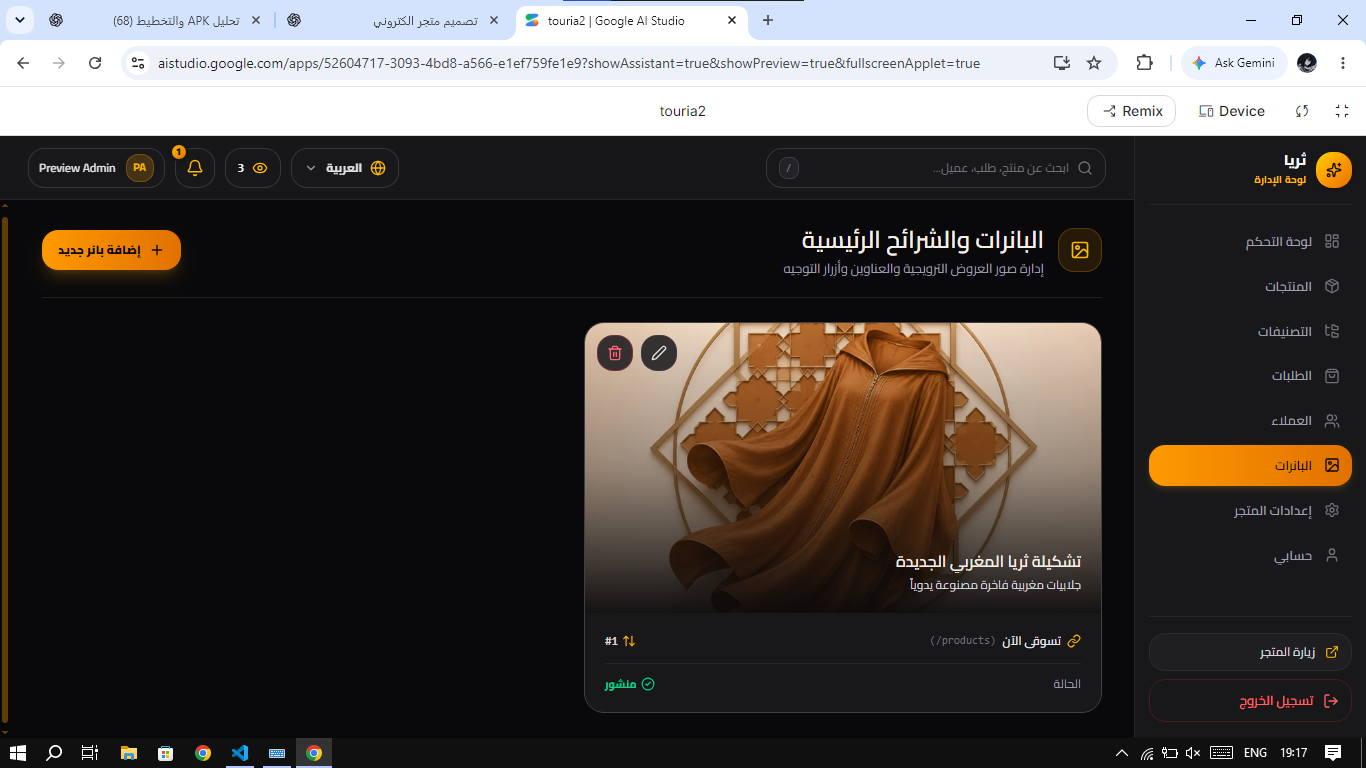 تحليل APK والتخطيط (68)
تصميم متجر الكتروني
touria2 | Google AI Studio
aistudio.google.com/apps/52604717-3093-4bd8-a566-e1ef759fe1e9?showAssistant=true&showPreview=true&fullscreenApplet=true
Ask Gemini
touria2
Remix
Device
ثريا
لوحة الإدارة
ابحث عن منتج، طلب، عميل...
/
العربية
3
1
PA
Preview Admin
لوحة التحكم
المنتجات
التصنيفات
الطلبات
العملاء
البانرات
إعدادات المتجر
حسابي
زيارة المتجر
تسجيل الخروج
البانرات والشرائح الرئيسية
إدارة صور العروض الترويجية والعناوين وأزرار التوجيه
إضافة بانر جديد
تشكيلة ثريا المغربي الجديدة
جلابيات مغربية فاخرة مصنوعة يدوياً
تسوقي الآن (/products)
#1
الحالة
منشور
ENG
19:17